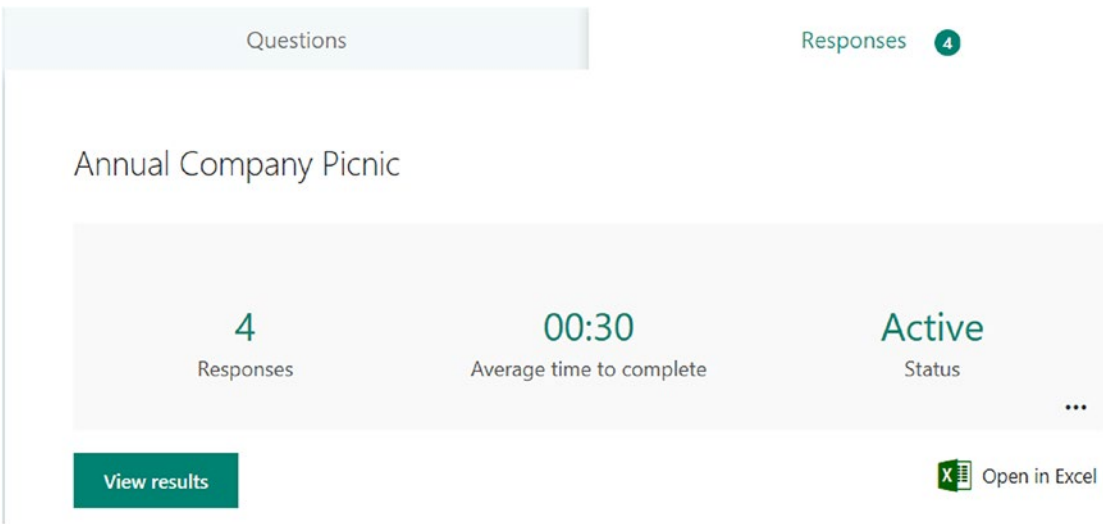 Questions
Responses 4
Annual Company Picnic
4
Responses
00:30
Average time to complete
Active
Status
...
View results
Open in Excel